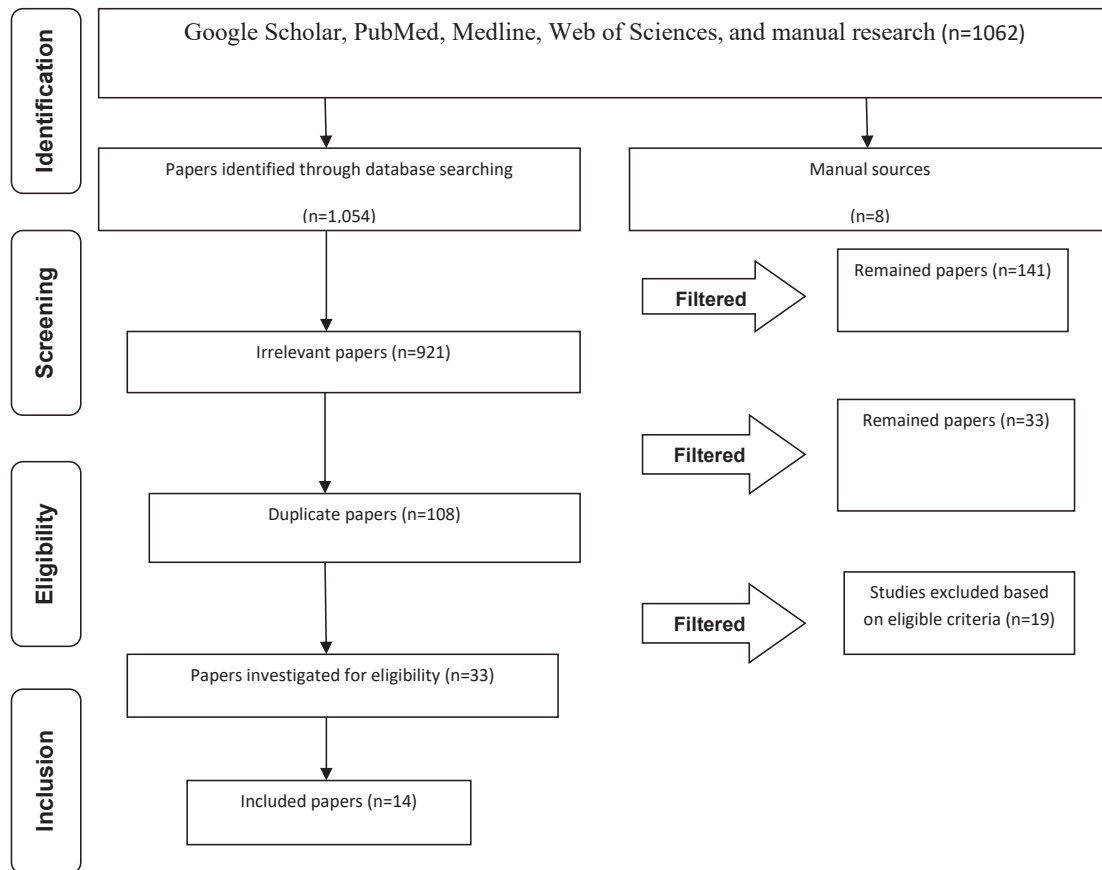 Identification
Google Scholar, PubMed, Medline, Web of Sciences, and manual research (n=1062)
Papers identified through database searching
(n=1,054)
Manual sources
(n=8)
Screening
Filtered
Remained papers (n=141)
Irrelevant papers (n=921)
Filtered
Remained papers (n=33)
Eligibility
Duplicate papers (n=108)
Filtered
Studies excluded based
on eligible criteria (n=19)
Papers investigated for eligibility (n=33)
Inclusion
Included papers (n=14)